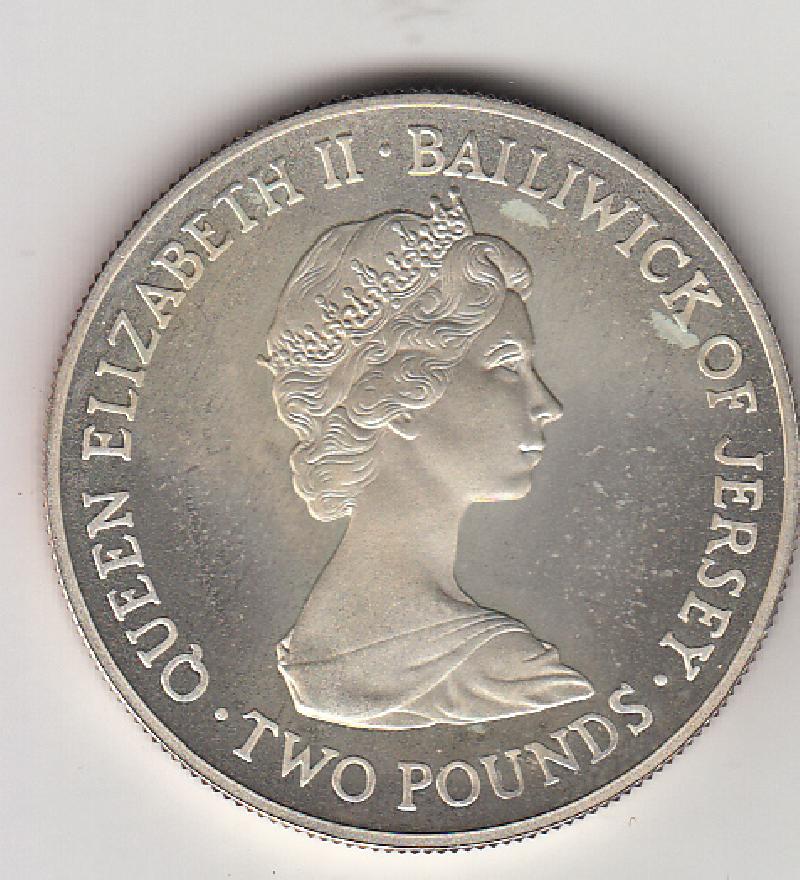 QUEEN ELIZABETH II · BAILIWICK OF JERSEY ·
TWO POUNDS ·